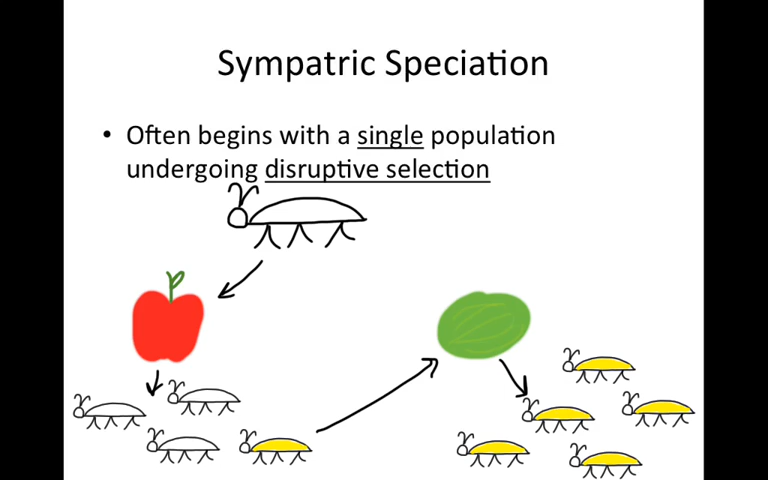 Sympatric Speciation
• Often begins with a single population
undergoing disruptive selection